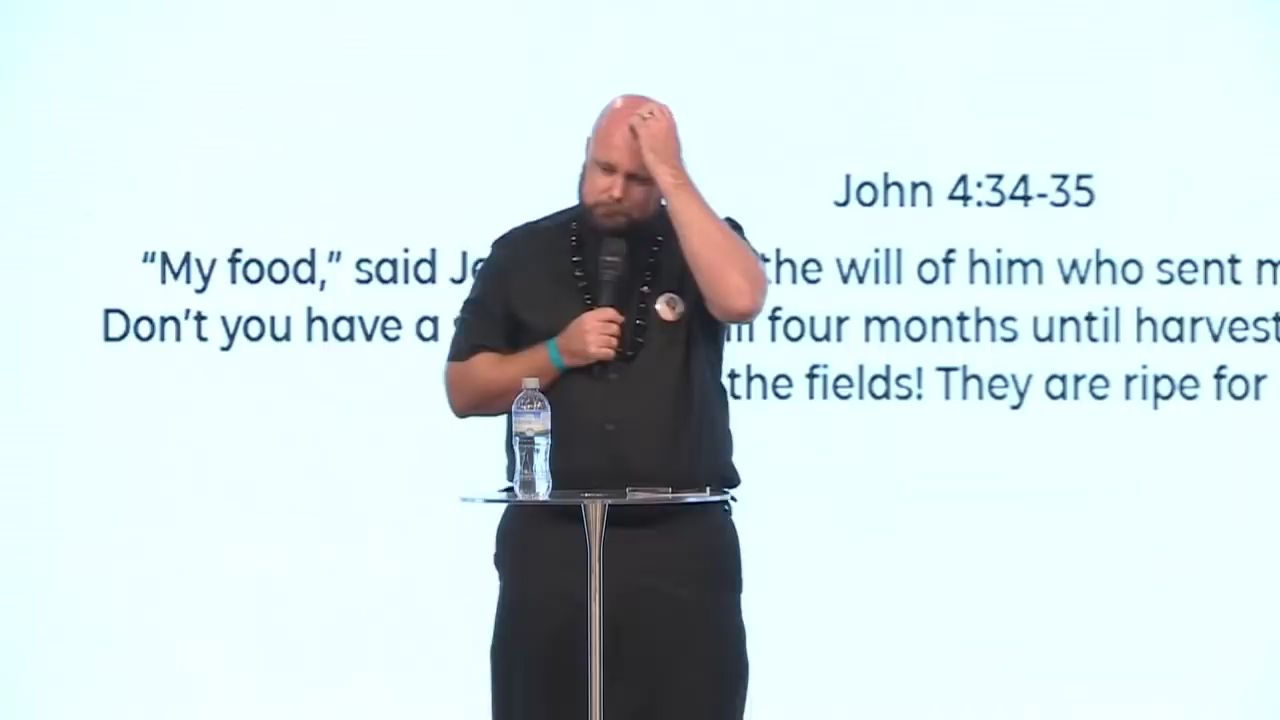 John 4:34-35
“My food,” said the will of him who sent
Don’t you have a four months until harvest
the fields! They are ripe for